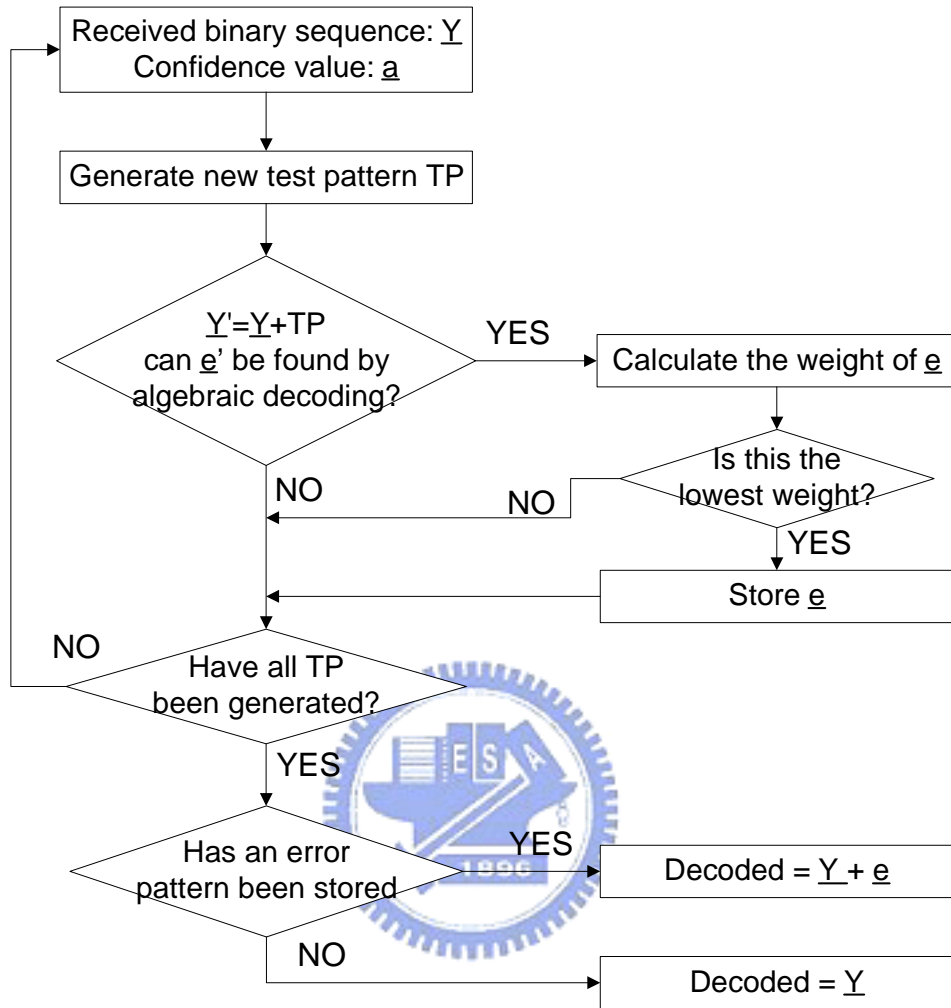 Received binary sequence: Y
Confidence value: a
Generate new test pattern TP
Y'=Y+TP
can e' be found by
algebraic decoding?
YES
Calculate the weight of e
Is this the
lowest weight?
NO
NO
YES
Store e
NO
Have all TP
been generated?
YES
E S A
1896
Has an error
pattern been stored
YES
Decoded = Y + e
NO
Decoded = Y